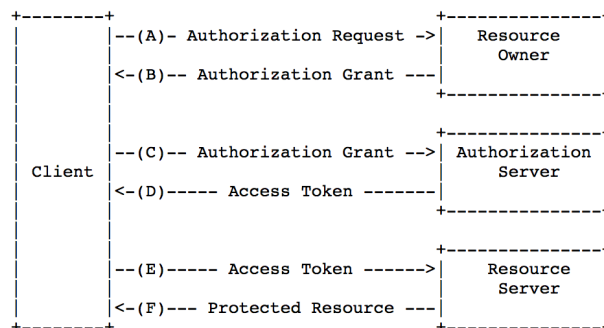 +--------+                               +---------------+
|        |--(A)- Authorization Request ->|   Resource    |
|        |                               |     Owner     |
|        |<-(B)-- Authorization Grant ---|               |
|        |                               +---------------+
|        |
|        |                               +---------------+
|        |--(C)-- Authorization Grant -->| Authorization |
| Client |                               |     Server    |
|        |<-(D)----- Access Token -------|               |
|        |                               +---------------+
|        |
|        |                               +---------------+
|        |--(E)----- Access Token ------>|    Resource   |
|        |                               |     Server    |
|        |<-(F)--- Protected Resource ---|               |
+--------+                               +---------------+